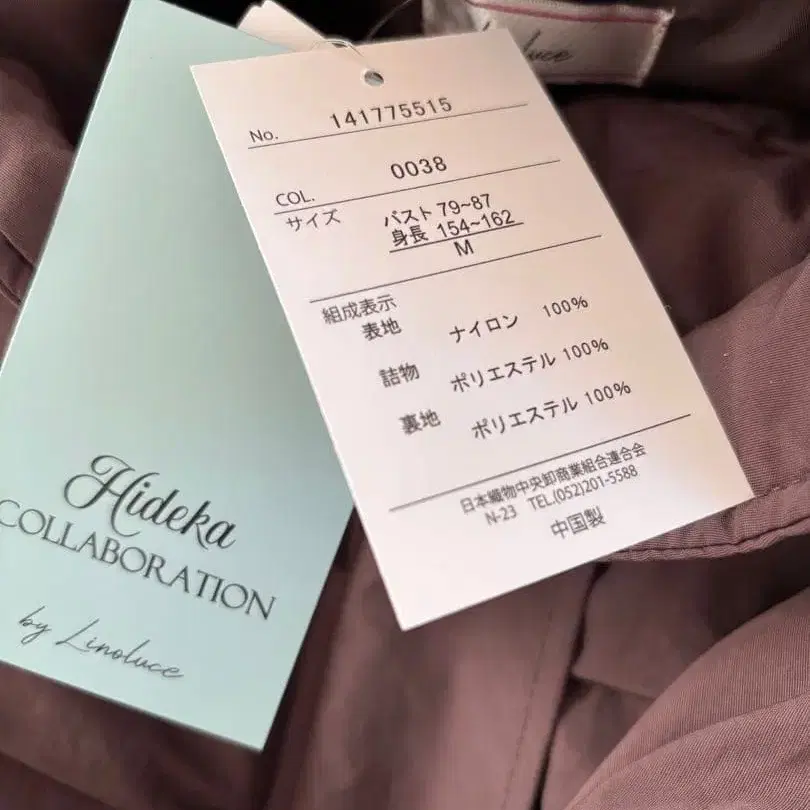 Hideka
COLLABORATION
by Linoluce
No. 141775515
COL. 0038
サイズ バスト 79~87
身長 154~162
M
組成表示
表地 ナイロン 100%
詰物 ポリエステル 100%
裏地 ポリエステル 100%
日本織物中央卸商業組合連合会
N-23 TEL.(052)201-5588
中国製